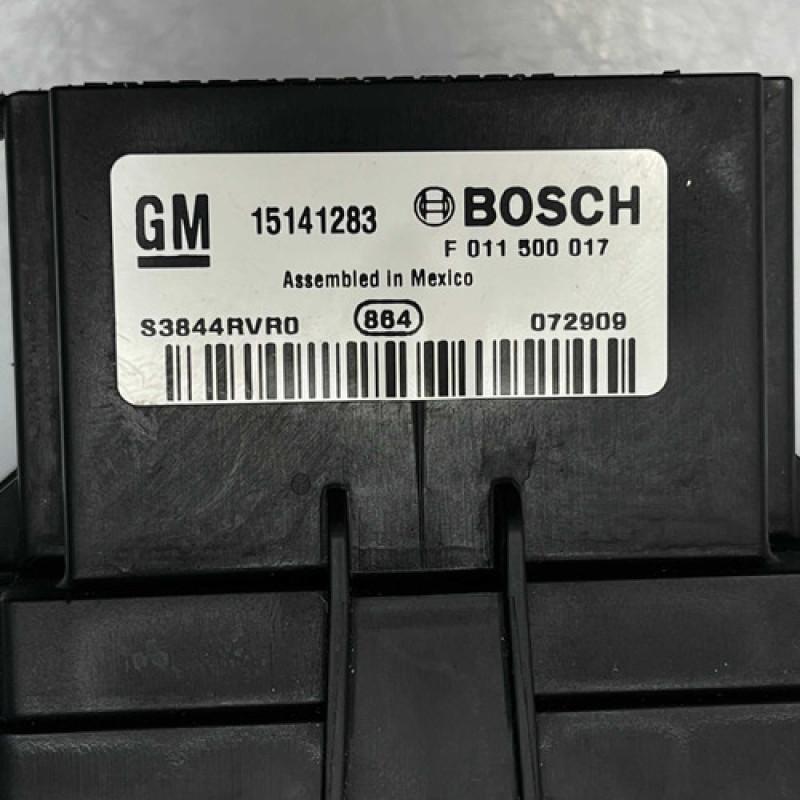 GM 15141283 BOSCH
F 011 500 017
Assembled in Mexico
S3844RVR0 864 072909